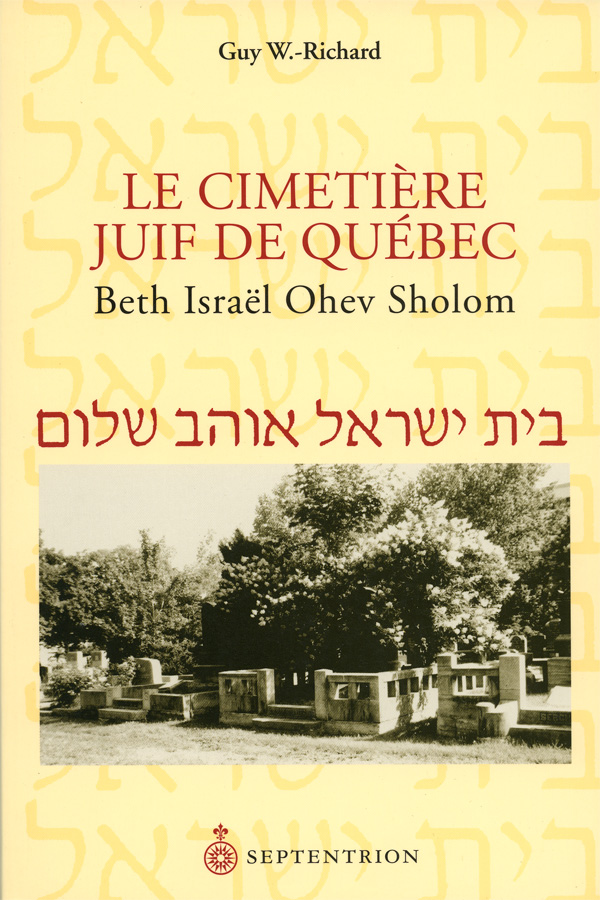 Guy W.-Richard
LE CIMETIÈRE
JUIF DE QUÉBEC
Beth Israël Ohev Sholom
בית ישראל אוהב שלום
SEPTENTRION